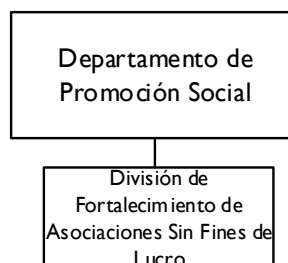 Departamento de
Promoción Social
División de
Fortalecimiento de
Asociaciones Sin Fines de
Lucro